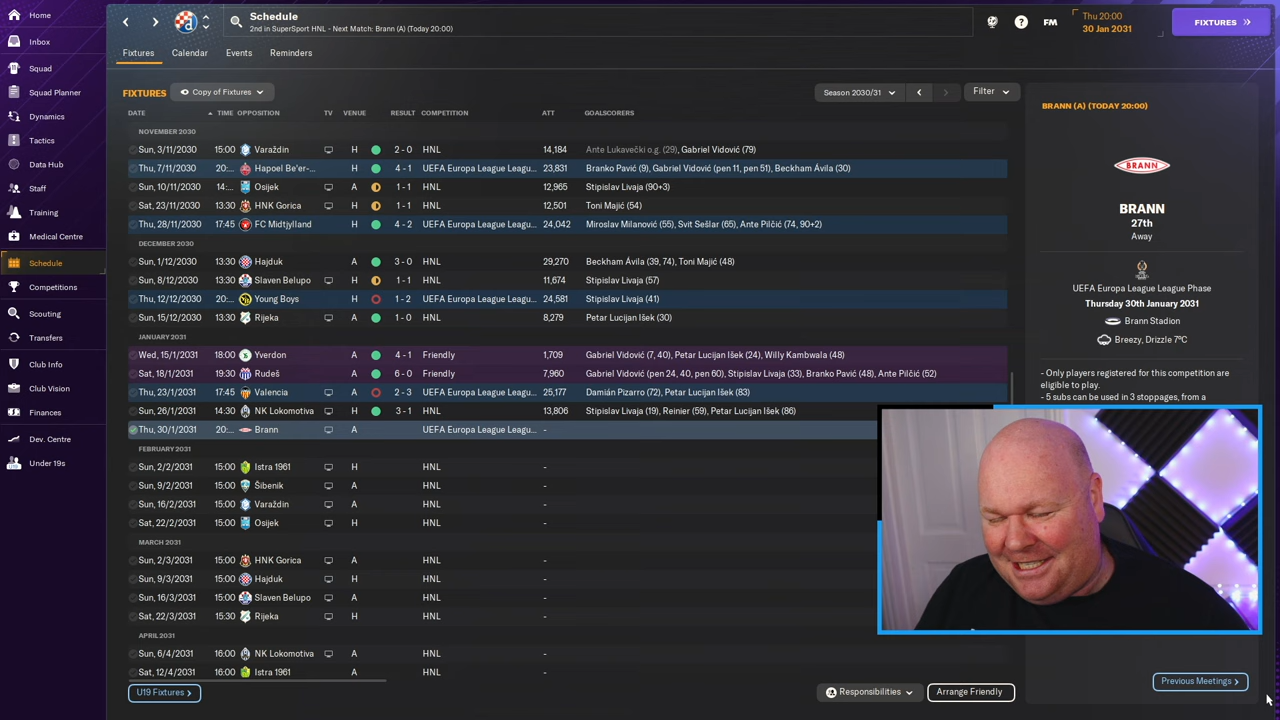 Home
Inbox
Squad
Squad Planner
Dynamics
Tactics
Data Hub
Staff
Training
Medical Centre
Schedule
Competitions
Scouting
Transfers
Club Info
Club Vision
Finances
Dev. Centre
Under 19s
Schedule
2nd in SuperSport HNL - Next Match: Brann (A) (Today 20:00)
FM
Thu 20:00
30 Jan 2031
FIXTURES
Fixtures Calendar Events Reminders
FIXTURES Copy of Fixtures Season 2030/31 Filter
DATE TIME OPPOSITION TV VENUE RESULT COMPETITION ATT GOALSCORERS
NOVEMBER 2030
Sun, 3/11/2030 15:00 Varaždin H 2 - 0 HNL 14,184 Ante Lukavečki o.g. (29), Gabriel Vidović (79)
Thu, 7/11/2030 20:... Hapoel Be'er-... H 4 - 1 UEFA Europa League Leagu... 23,831 Branko Pavić (9), Gabriel Vidović (pen 11, pen 51), Beckham Ávila (30)
Sun, 10/11/2030 14:... Osijek H 1 - 1 HNL 12,965 Stipislav Livaja (90+3)
Sat, 23/11/2030 13:30 HNK Gorica H 1 - 1 HNL 12,501 Toni Majić (54)
Thu, 28/11/2030 17:45 FC Midtjylland H 4 - 2 UEFA Europa League Leagu... 24,042 Miroslav Milanović (55), Svit Sešlar (65), Ante Pilčić (74, 90+2)
DECEMBER 2030
Sun, 1/12/2030 13:30 Hajduk A 3 - 0 HNL 29,270 Beckham Ávila (39, 74), Toni Majić (48)
Sun, 8/12/2030 13:30 Slaven Belupo H 1 - 1 HNL 11,674 Stipislav Livaja (57)
Thu, 12/12/2030 20:... Young Boys H 1 - 2 UEFA Europa League Leagu... 24,581 Stipislav Livaja (41)
Sun, 15/12/2030 13:30 Rijeka A 1 - 0 HNL 8,279 Petar Lucijan Išek (30)
JANUARY 2031
Wed, 15/1/2031 18:00 Yverdon A 4 - 1 Friendly 1,709 Gabriel Vidović (7, 40), Petar Lucijan Išek (24), Willy Kambwala (48)
Sat, 18/1/2031 19:30 Rudeš A 6 - 0 Friendly 7,960 Gabriel Vidović (pen 24, 40, pen 60), Stipislav Livaja (33), Branko Pavić (48), Ante Pilčić (52)
Thu, 23/1/2031 17:45 Valencia A 2 - 3 UEFA Europa League Leagu... 25,177 Damián Pizarro (72), Petar Lucijan Išek (83)
Sun, 26/1/2031 14:30 NK Lokomotiva H 3 - 1 HNL 13,806 Stipislav Livaja (19), Reinier (59), Petar Lucijan Išek (86)
Thu, 30/1/2031 20:... Brann A UEFA Europa League Leagu... -
FEBRUARY 2031
Sun, 2/2/2031 15:00 Istra 1961 H HNL -
Sun, 9/2/2031 15:00 Šibenik A HNL -
Sun, 16/2/2031 15:00 Varaždin A HNL -
Sat, 22/2/2031 15:00 Osijek H HNL -
MARCH 2031
Sun, 2/3/2031 15:00 HNK Gorica A HNL -
Sun, 9/3/2031 15:00 Hajduk H HNL -
Sun, 16/3/2031 15:00 Slaven Belupo A HNL -
Sat, 22/3/2031 15:30 Rijeka H HNL -
APRIL 2031
Sun, 6/4/2031 16:00 NK Lokomotiva A HNL -
Sat, 12/4/2031 16:00 Istra 1961 A HNL -
U19 Fixtures
Responsibilities
Arrange Friendly
BRANN (A) (TODAY 20:00)
BRANN
BRANN
27th
Away
UEFA Europa League League Phase
Thursday 30th January 2031
Brann Stadion
Breezy, Drizzle 7ºC
- Only players registered for this competition are
eligible to play.
- 5 subs can be used in 3 stoppages, from a
Previous Meetings